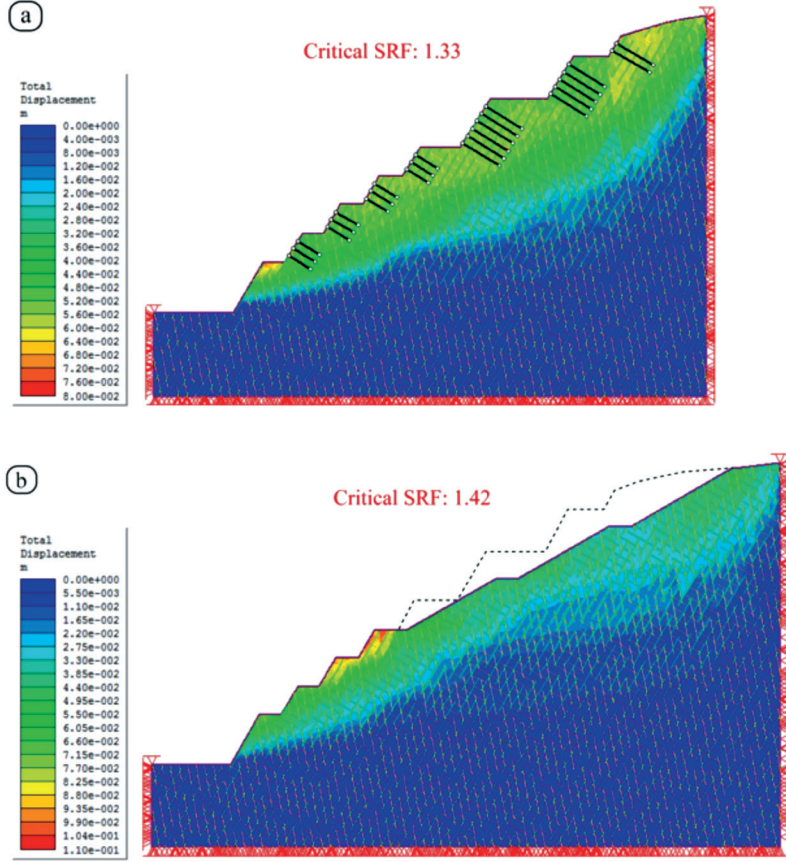 a
Critical SRF: 1.33
Total
Displacement
m
0.00e+000
4.00e-003
8.00e-003
1.20e-002
1.60e-002
2.00e-002
2.40e-002
2.80e-002
3.20e-002
3.60e-002
4.00e-002
4.40e-002
4.80e-002
5.20e-002
5.60e-002
6.00e-002
6.40e-002
6.80e-002
7.20e-002
7.60e-002
8.00e-002
b
Critical SRF: 1.42
Total
Displacement
m
0.00e+000
5.50e-003
1.10e-002
1.65e-002
2.20e-002
2.75e-002
3.30e-002
3.85e-002
4.40e-002
4.95e-002
5.50e-002
6.05e-002
6.60e-002
7.15e-002
7.70e-002
8.25e-002
8.80e-002
9.35e-002
9.90e-002
1.04e-001
1.10e-001